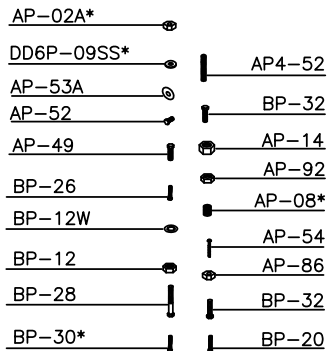 AP-02A*
DD6P-09SS*
AP-53A
AP-52
AP-49
BP-26
BP-12W
BP-12
BP-28
BP-30*
AP4-52
BP-32
AP-14
AP-92
AP-08*
AP-54
AP-86
BP-32
BP-20